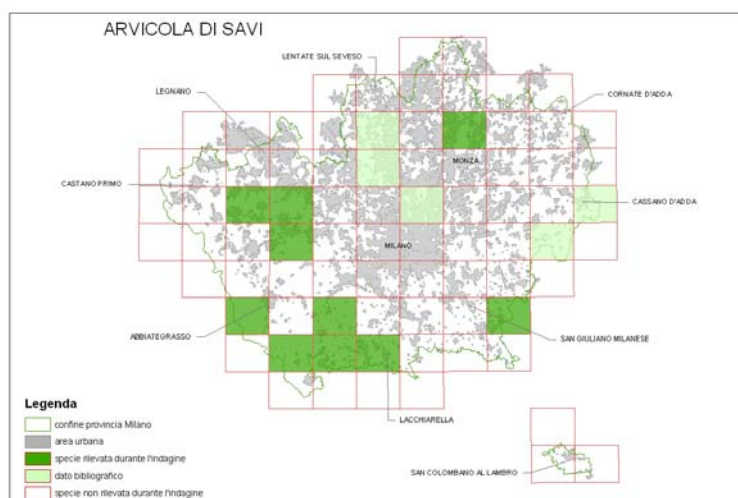 ARVICOLA DI SAVI
LENTATE SUL SEVESO
LEGNANO
CORNATE D'ADDA
MONZA
CASTANO PRIMO
CASSANO D'ADDA
MILANO
ABBIATEGRASSO
SAN GIULIANO MILANESE
LACCHIARELLA
SAN COLOMBANO AL LAMBRO
Legenda
confine provincia Milano
area urbana
specie rilevata durante l'indagine
dato bibliografico
specie non rilevata durante l'indagine